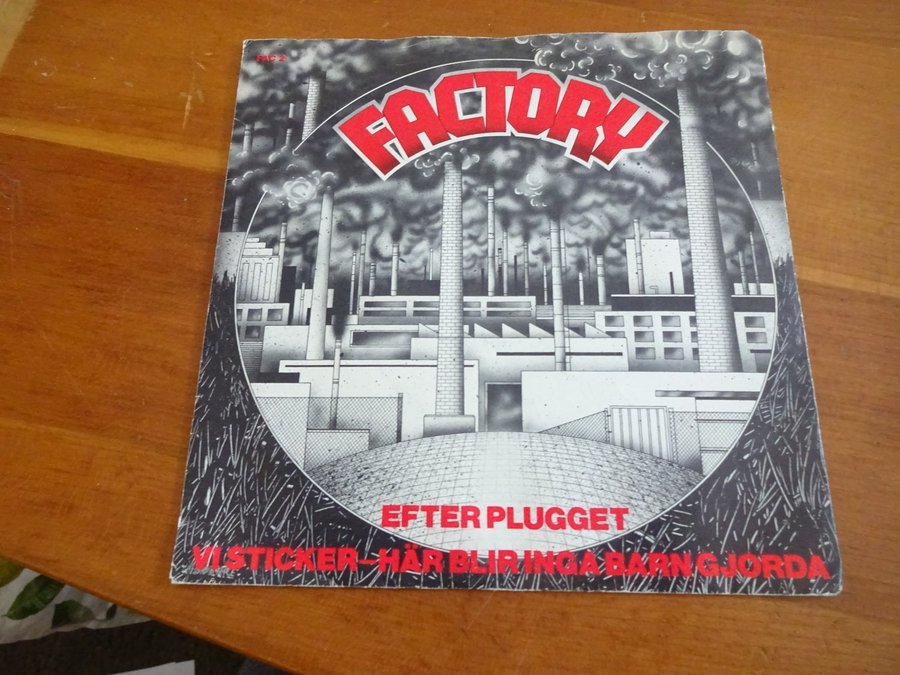 FAC 2
FACTORY
EFTER PLUGGET
VI STICKER-HÄR BLIR INGA BARN GJORDA